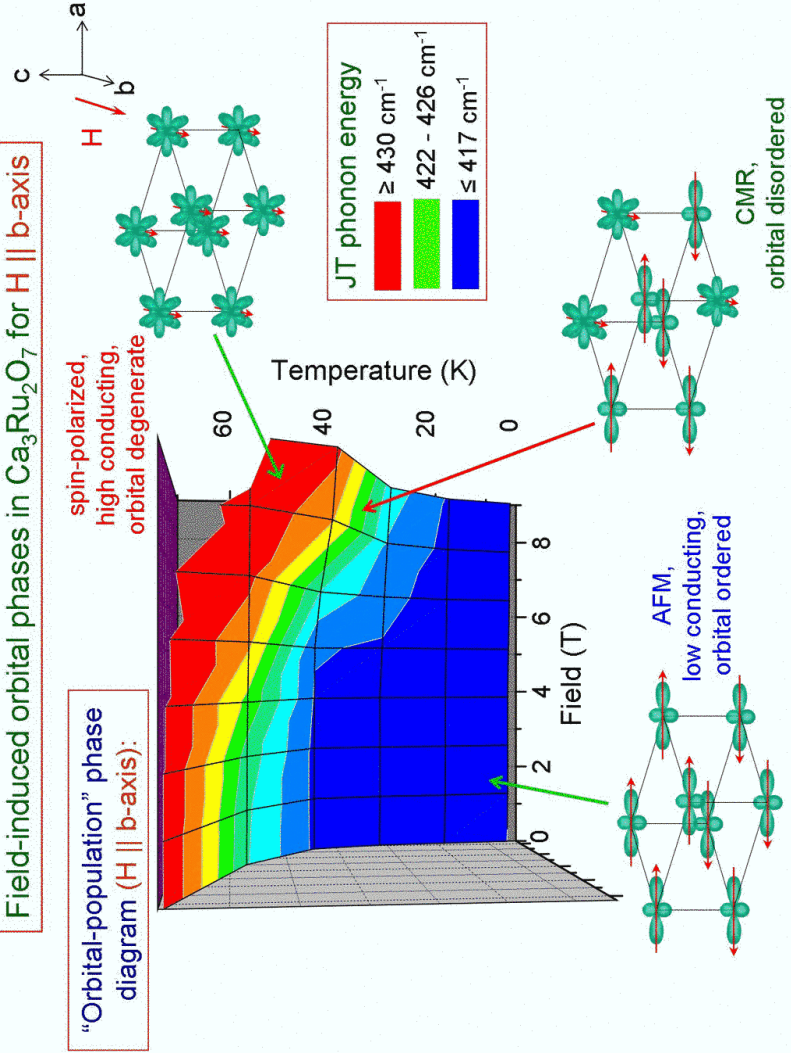 Field-induced orbital phases in Ca₃Ru₂O₇ for H || b-axis
"Orbital-population" phase
diagram (H || b-axis):
spin-polarized,
high conducting,
orbital degenerate
H
c
a
b
60
40
20
0
Temperature (K)
0
2
4
6
8
Field (T)
JT phonon energy
≥ 430 cm⁻¹
422 - 426 cm⁻¹
≤ 417 cm⁻¹
AFM,
low conducting,
orbital ordered
CMR,
orbital disordered